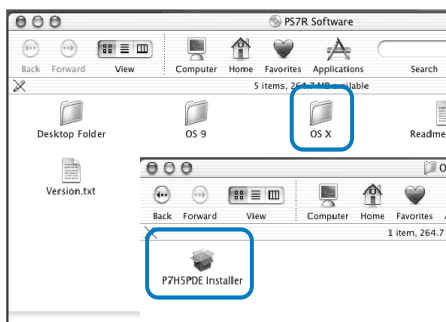 PS7R Software
Back Forward View Computer Home Favorites Applications Search
5 items, 264.7 MB available
Desktop Folder OS 9 OS X Readme
Version.txt
O
Back Forward View Computer Home Favorites
1 item, 264.7
P7H5PDE Installer